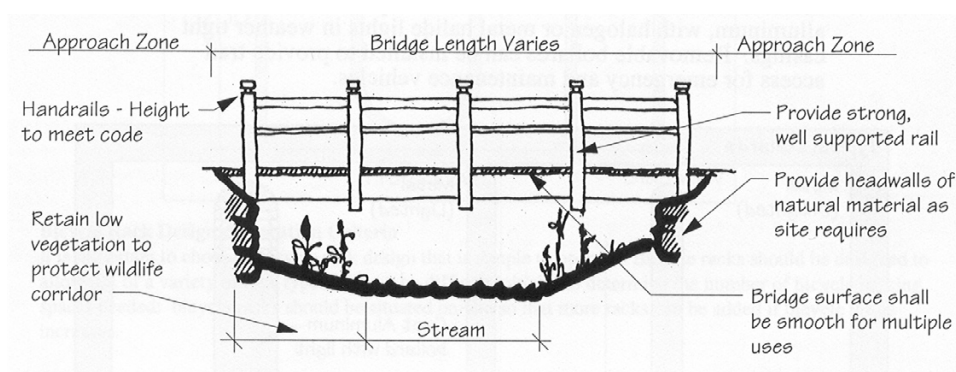 Approach Zone
Bridge Length Varies
Approach Zone
Handrails - Height
to meet code
Provide strong,
well supported rail
Provide headwalls of
natural material as
site requires
Retain low
vegetation to
protect wildlife
corridor
Bridge surface shall
be smooth for multiple
uses
Stream